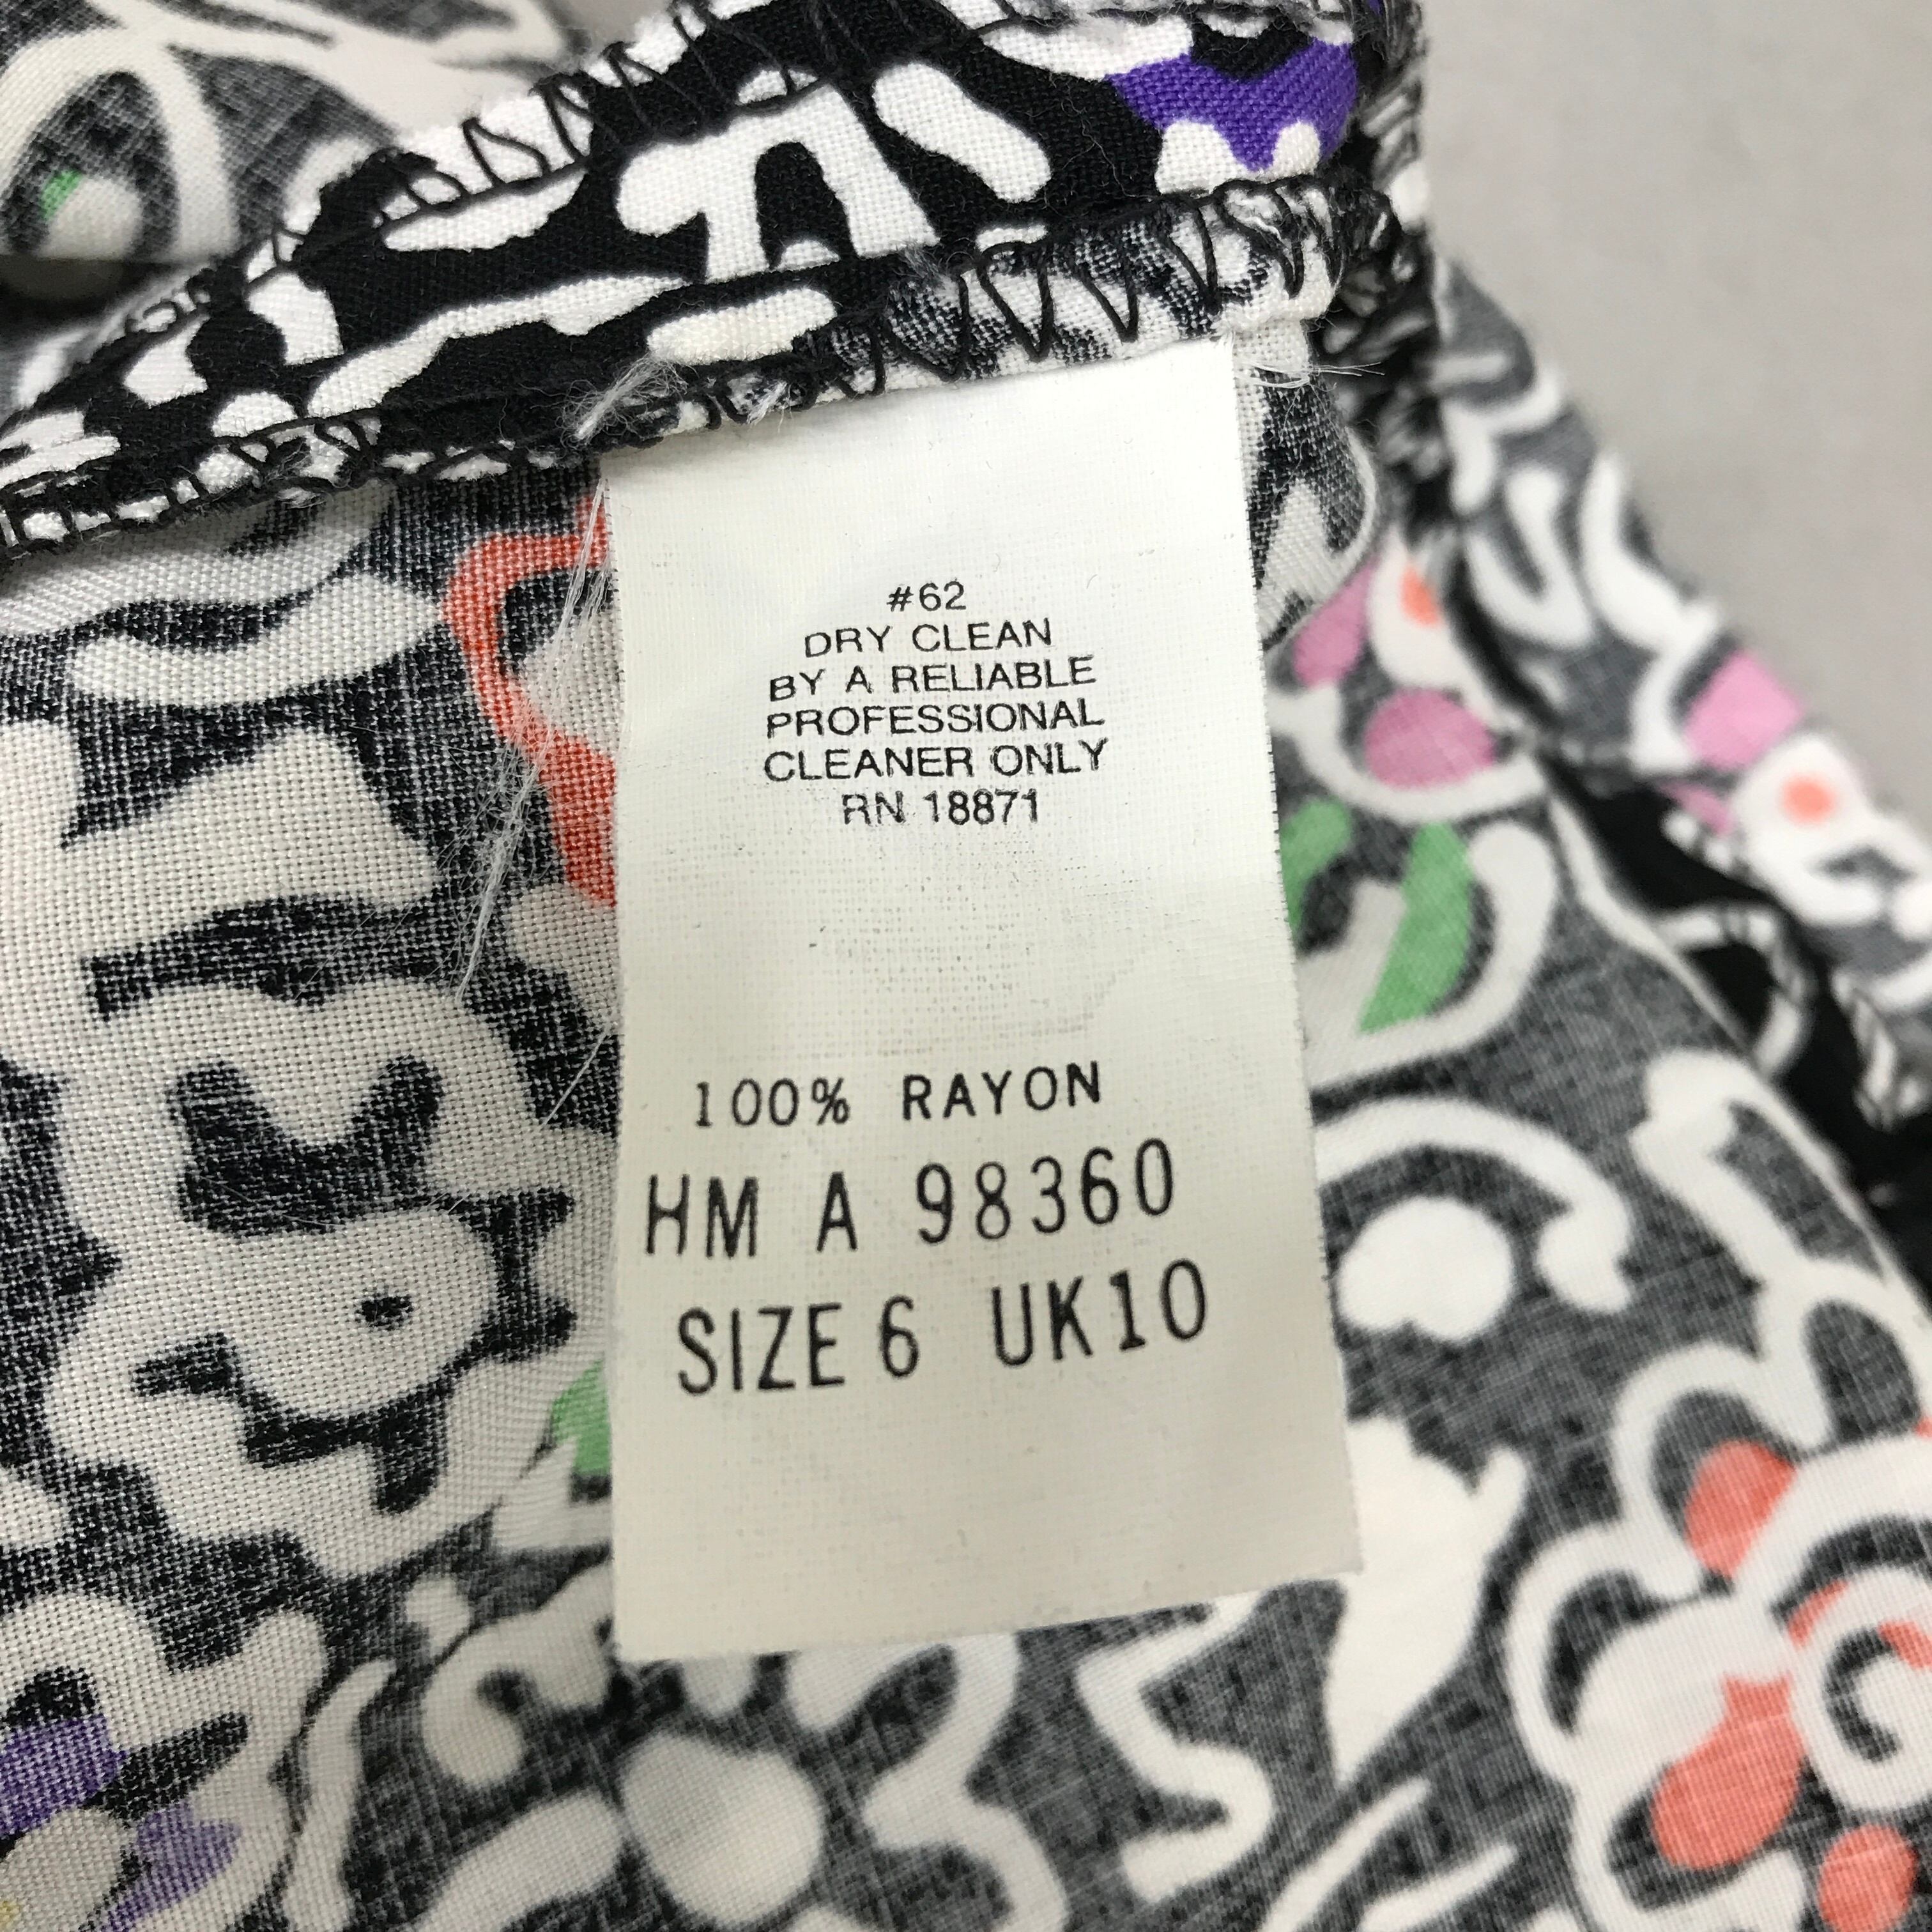 #62
DRY CLEAN
BY A RELIABLE
PROFESSIONAL
CLEANER ONLY
RN 18871
100% RAYON
HM A 98360
SIZE 6 UK10